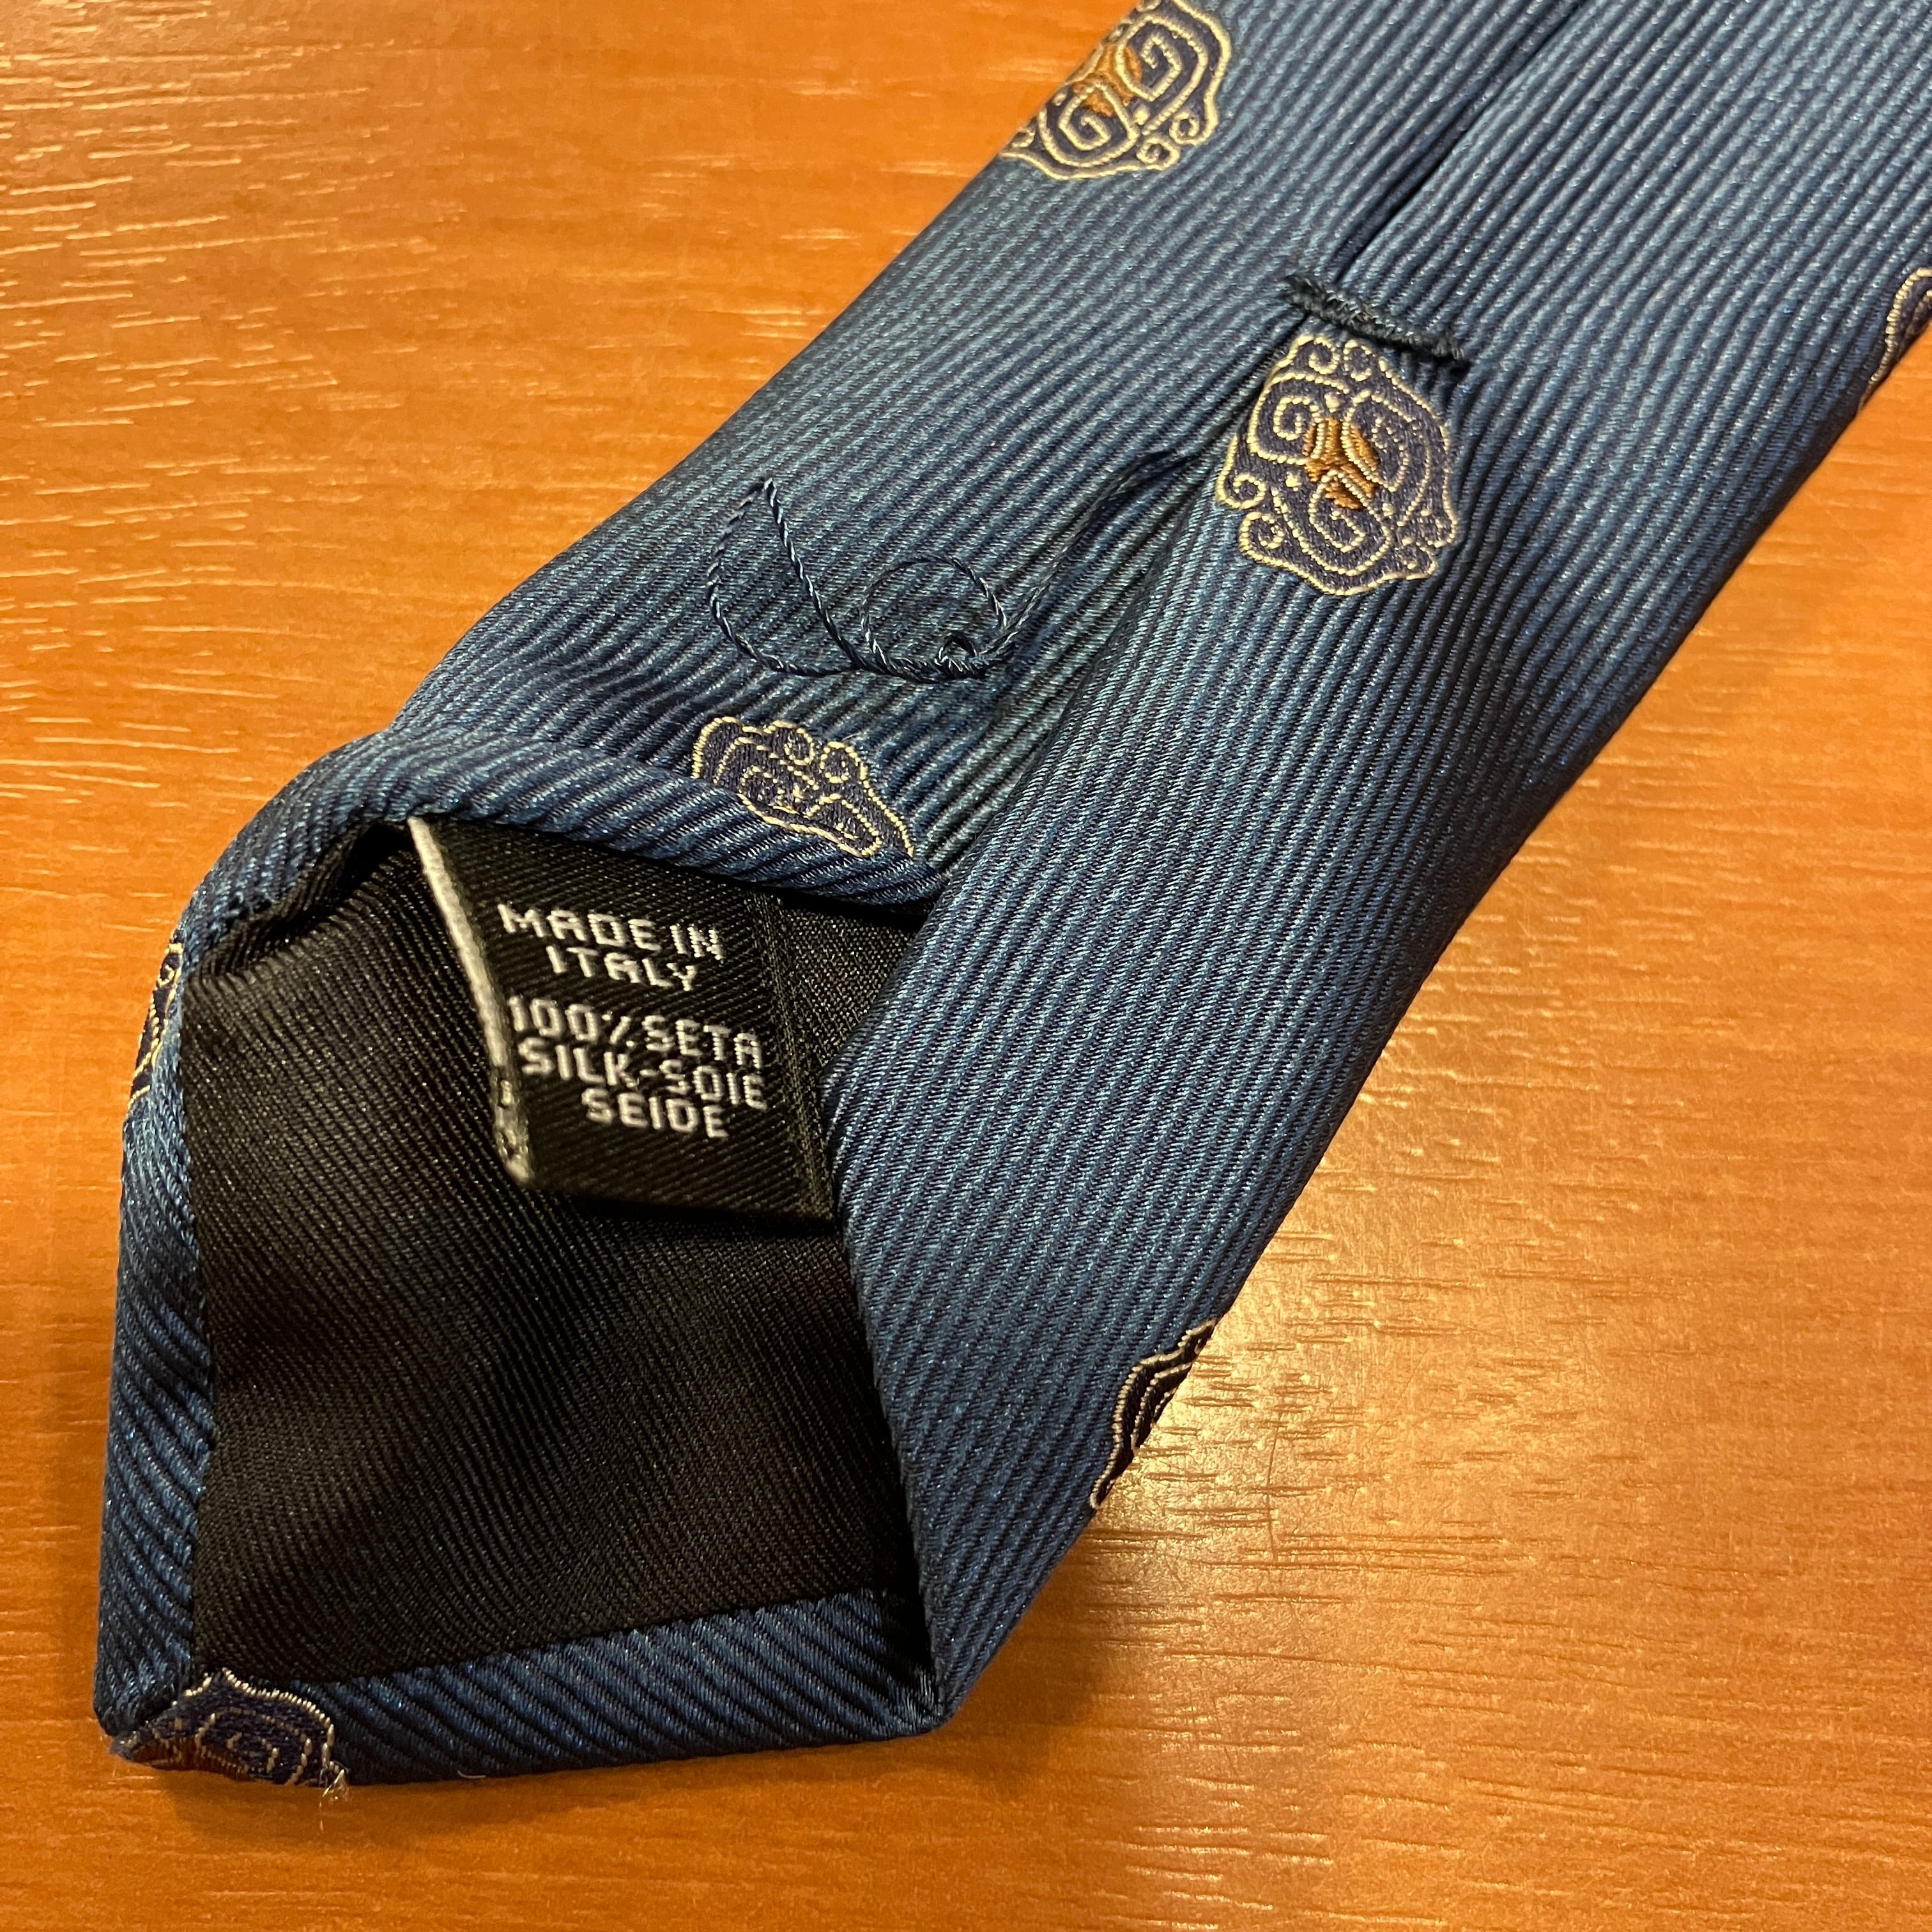 MADE IN
ITALY
100% SETA
SILK-SOIE
SEIDE